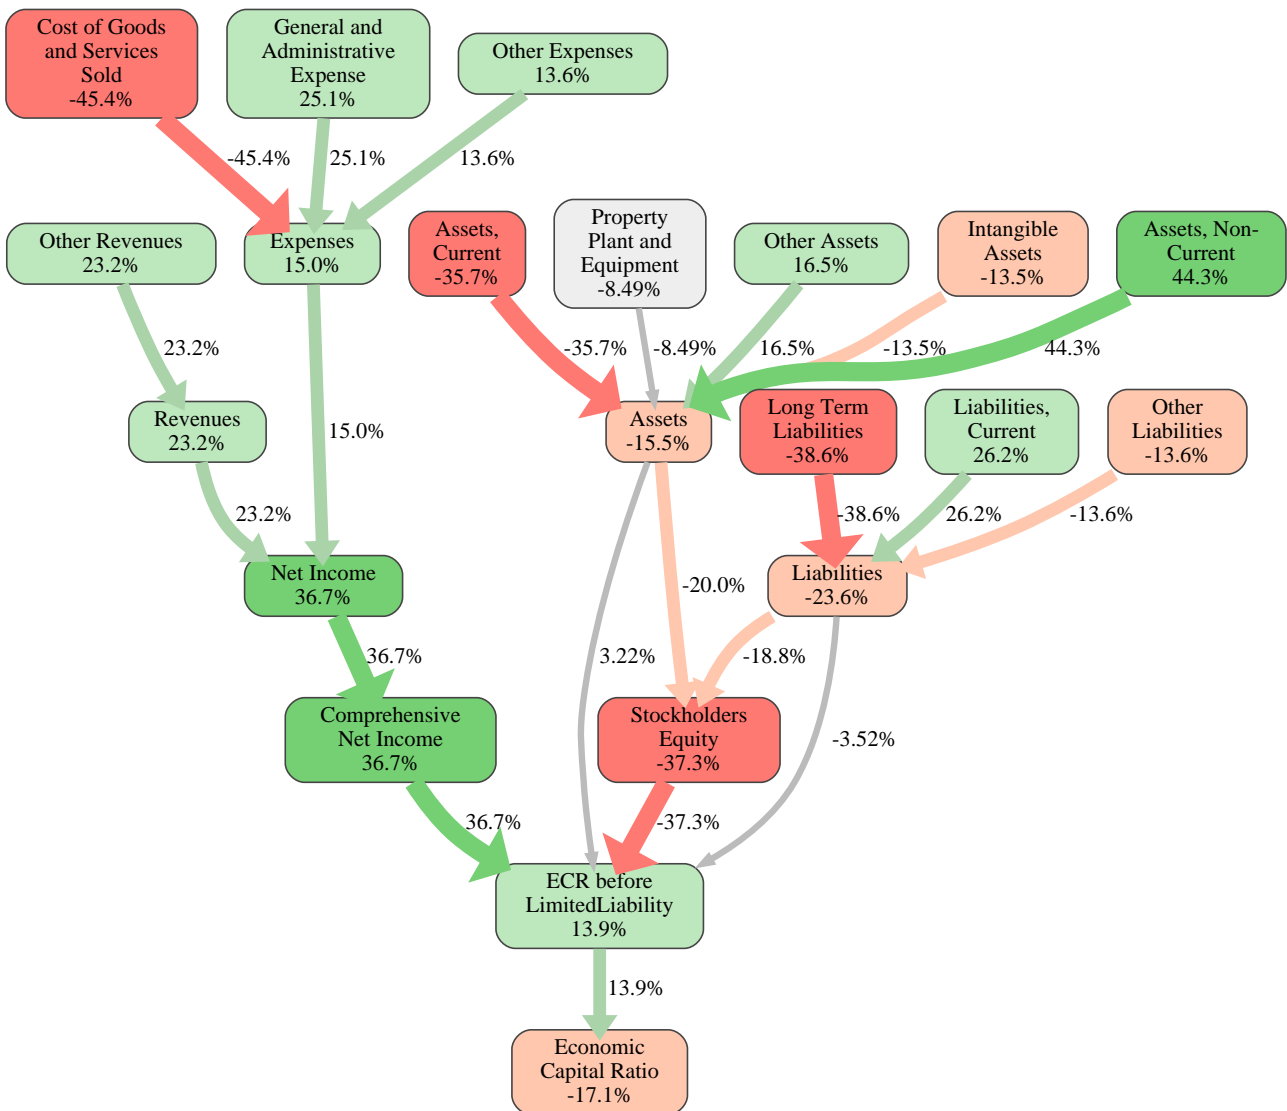 Cost of Goods
and Services
Sold
-45.4%
General and
Administrative
Expense
25.1%
Other Expenses
13.6%
-45.4%
25.1%
13.6%
Other Revenues
23.2%
Expenses
15.0%
Assets,
Current
-35.7%
Property
Plant and
Equipment
-8.49%
Other Assets
16.5%
Intangible
Assets
-13.5%
Assets, Non-
Current
44.3%
23.2%
-35.7%
-8.49%
16.5%
-13.5%
44.3%
Revenues
23.2%
15.0%
Assets
-15.5%
Long Term
Liabilities
-38.6%
Liabilities,
Current
26.2%
Other
Liabilities
-13.6%
23.2%
-38.6%
26.2%
-13.6%
Net Income
36.7%
-20.0%
Liabilities
-23.6%
36.7%
3.22%
-18.8%
Comprehensive
Net Income
36.7%
Stockholders
Equity
-37.3%
-3.52%
36.7%
-37.3%
ECR before
LimitedLiability
13.9%
13.9%
Economic
Capital Ratio
-17.1%